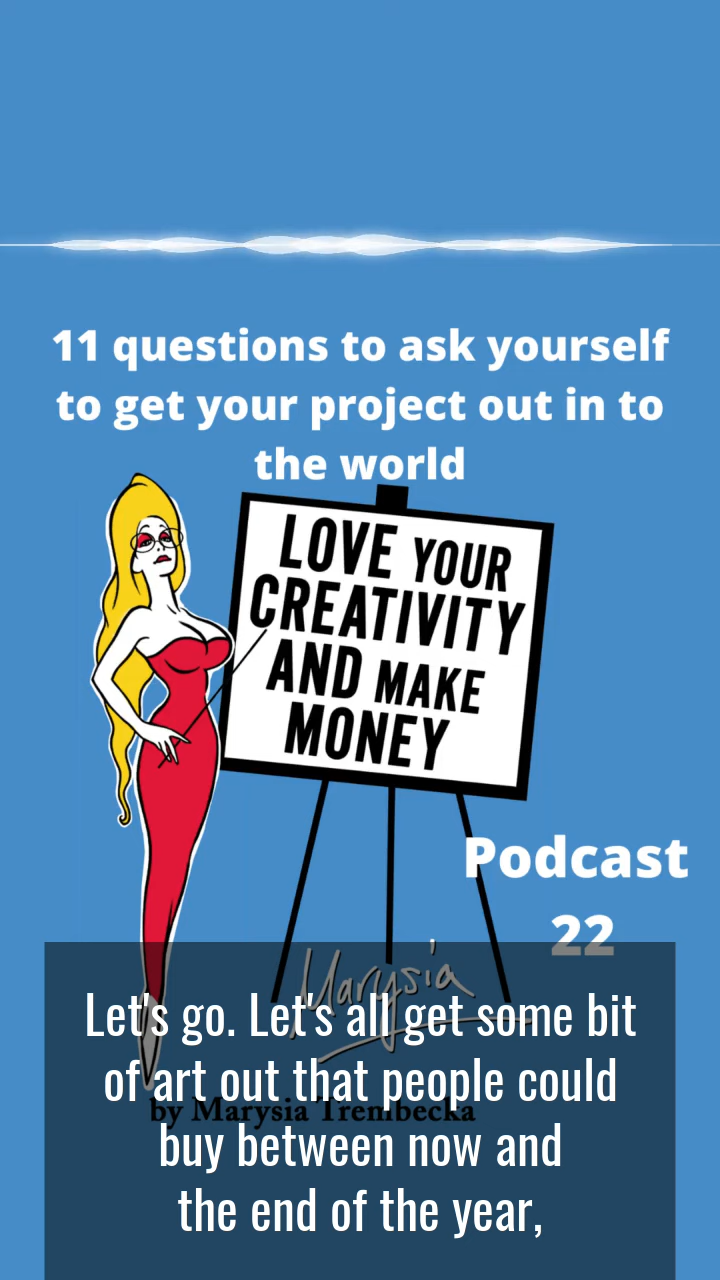 11 questions to ask yourself
to get your project out in to
the world
LOVE YOUR
CREATIVITY
AND MAKE
MONEY
Podcast
22
Marysia
by Marysia Trembecka
Let's go. Let's all get some bit
of art out that people could
buy between now and
the end of the year,